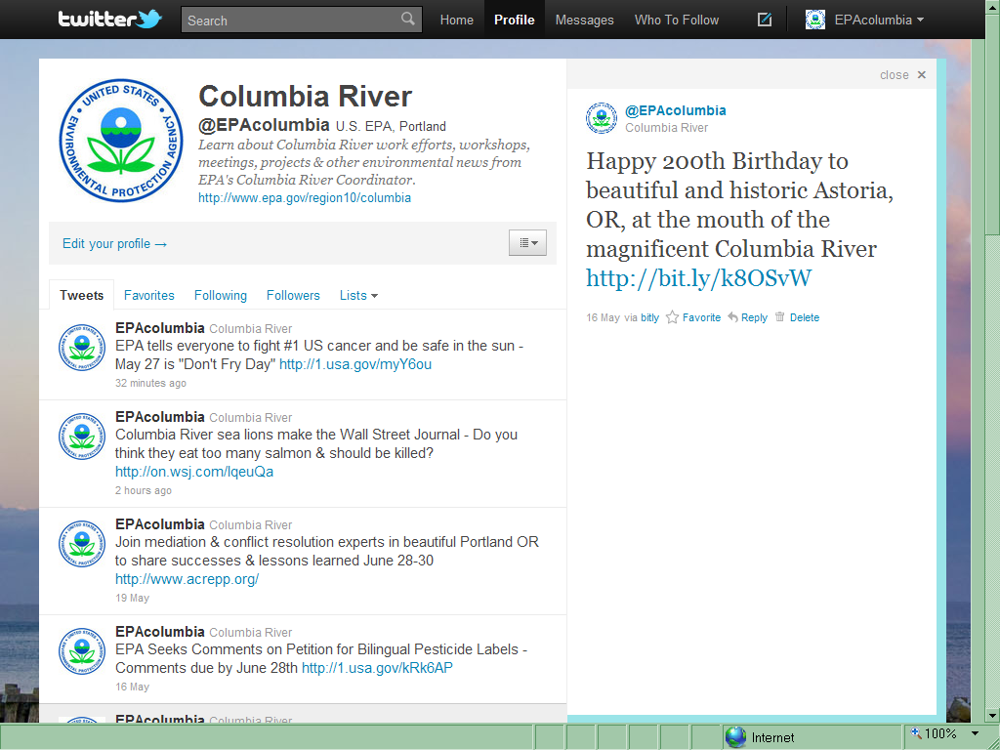 twitter
Search
Home
Profile
Messages
Who To Follow
EPAcolumbia
UNITED STATES
ENVIRONMENTAL PROTECTION AGENCY
Columbia River
@EPAcolumbia U.S. EPA, Portland
Learn about Columbia River work efforts, workshops,
meetings, projects & other environmental news from
EPA's Columbia River Coordinator.
http://www.epa.gov/region10/columbia
Edit your profile →
Tweets
Favorites
Following
Followers
Lists
EPAcolumbia Columbia River
EPA tells everyone to fight #1 US cancer and be safe in the sun -
May 27 is "Don't Fry Day" http://1.usa.gov/myY6ou
32 minutes ago
EPAcolumbia Columbia River
Columbia River sea lions make the Wall Street Journal - Do you
think they eat too many salmon & should be killed?
http://on.wsj.com/lqeuQa
2 hours ago
EPAcolumbia Columbia River
Join mediation & conflict resolution experts in beautiful Portland OR
to share successes & lessons learned June 28-30
http://www.acrepp.org/
19 May
EPAcolumbia Columbia River
EPA Seeks Comments on Petition for Bilingual Pesticide Labels -
Comments due by June 28th http://1.usa.gov/kRk6AP
16 May
EPAcolumbia Columbia River
close ×
@EPAcolumbia
Columbia River
Happy 200th Birthday to
beautiful and historic Astoria,
OR, at the mouth of the
magnificent Columbia River
http://bit.ly/k8OSvW
16 May via bitly Favorite Reply Delete
Internet
100%